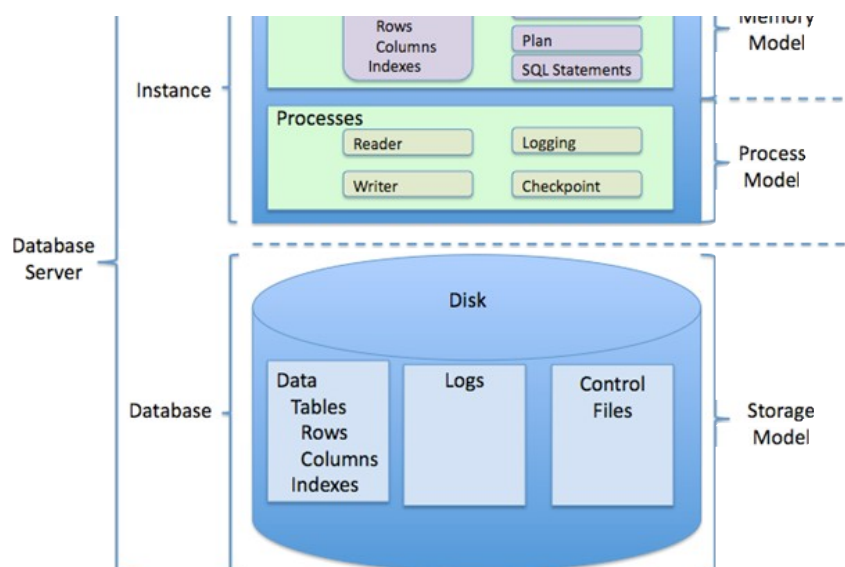 Rows
Columns
Indexes
Plan
SQL Statements
Memory
Model
Instance
Processes
Reader
Logging
Writer
Checkpoint
Process
Model
Database
Server
Disk
Data
Tables
Rows
Columns
Indexes
Logs
Control
Files
Database
Storage
Model